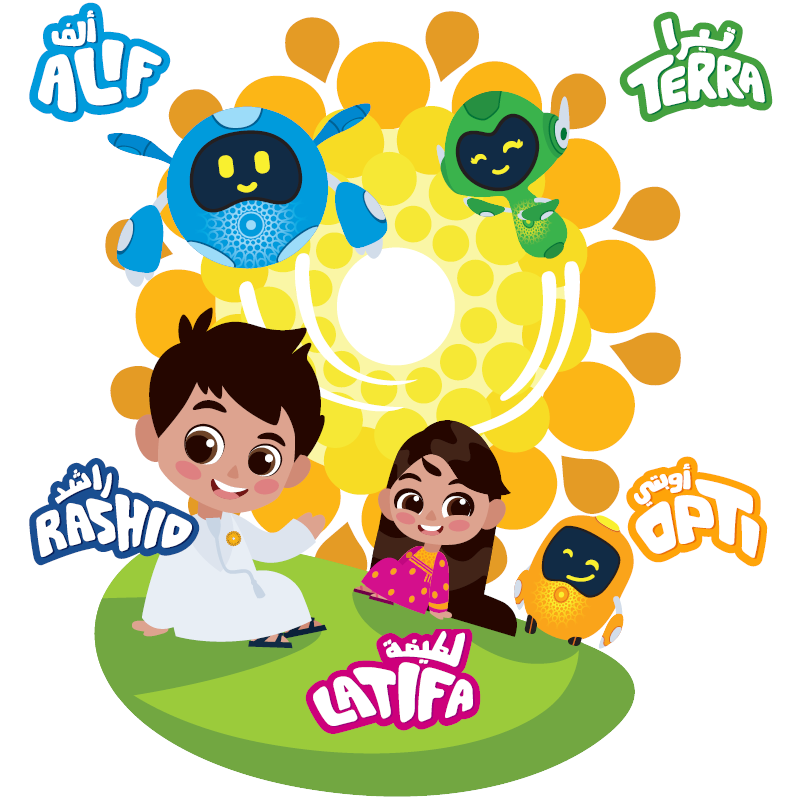 ألف
ALIF
تيرا
TERRA
راشد
RASHID
أوبتي
OPTI
لطيفة
LATIFA